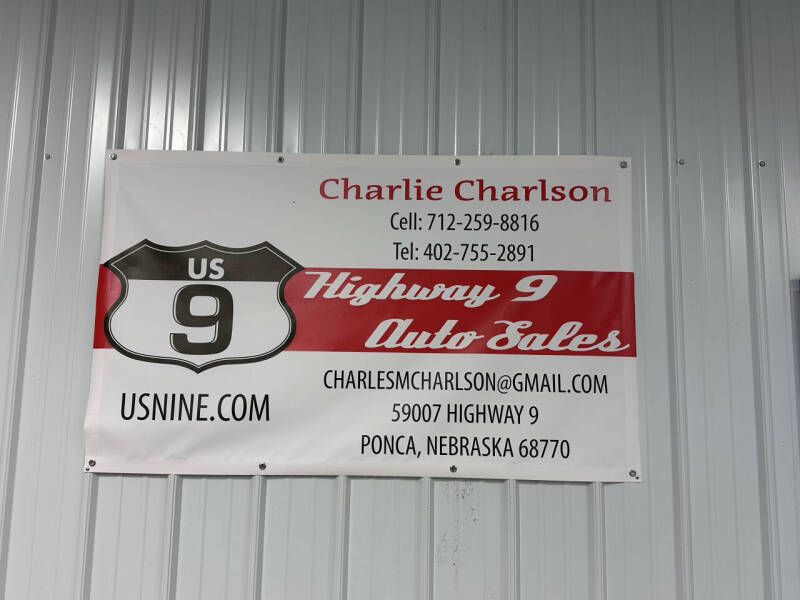 Charlie Charlson
Cell: 712-259-8816
Tel: 402-755-2891
US
9
Highway 9
Auto Sales
USNINE.COM
CHARLESMCHARLSON@GMAIL.COM
59007 HIGHWAY 9
PONCA, NEBRASKA 68770